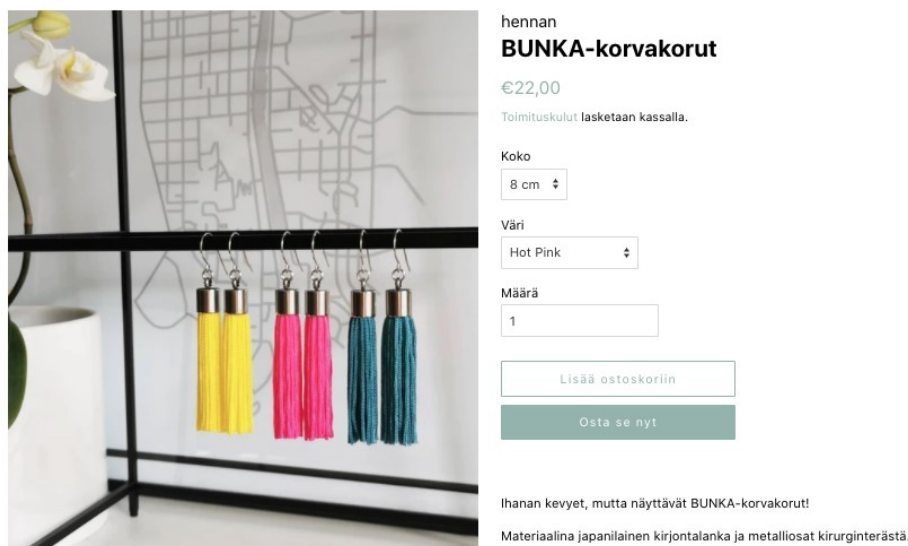 hennan
BUNKA-korvakorut
€22,00
Toimituskulut lasketaan kassalla.
Koko
8 cm
Väri
Hot Pink
Määrä
1
Lisää ostoskoriin
Osta se nyt
Ihanan kevyet, mutta näyttävät BUNKA-korvakorut!
Materiaalina japanilainen kirjontalanka ja metalliosat kirurginterästä.